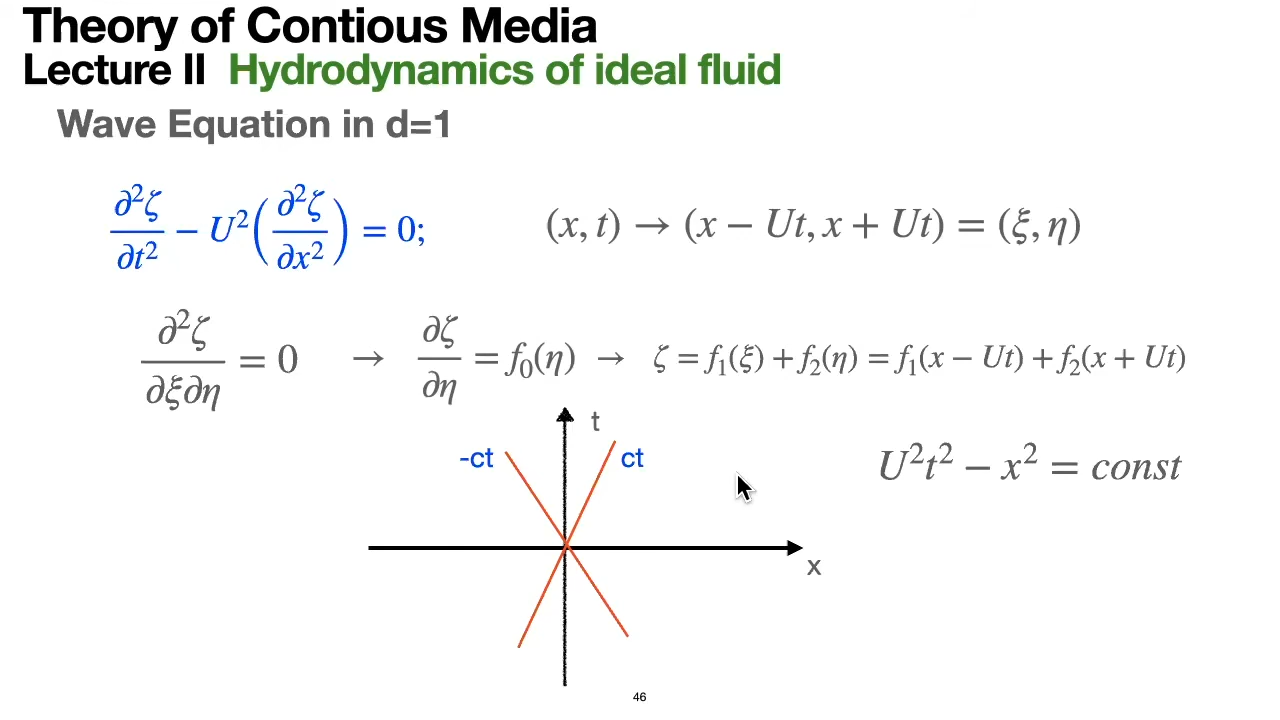 Theory of Contious Media
Lecture II Hydrodynamics of ideal fluid
Wave Equation in d=1
∂²ζ/∂t² − U²(∂²ζ/∂x²) = 0; (x, t) → (x − Ut, x + Ut) = (ξ, η)
∂²ζ/∂ξ∂η = 0 → ∂ζ/∂η = f₀(η) → ζ = f₁(ξ) + f₂(η) = f₁(x − Ut) + f₂(x + Ut)
t
-ct ct
U²t² − x² = const
x
46